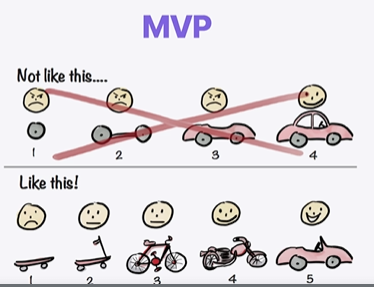 MVP
Not like this....
1 2 3 4
Like this!
1 2 3 4 5